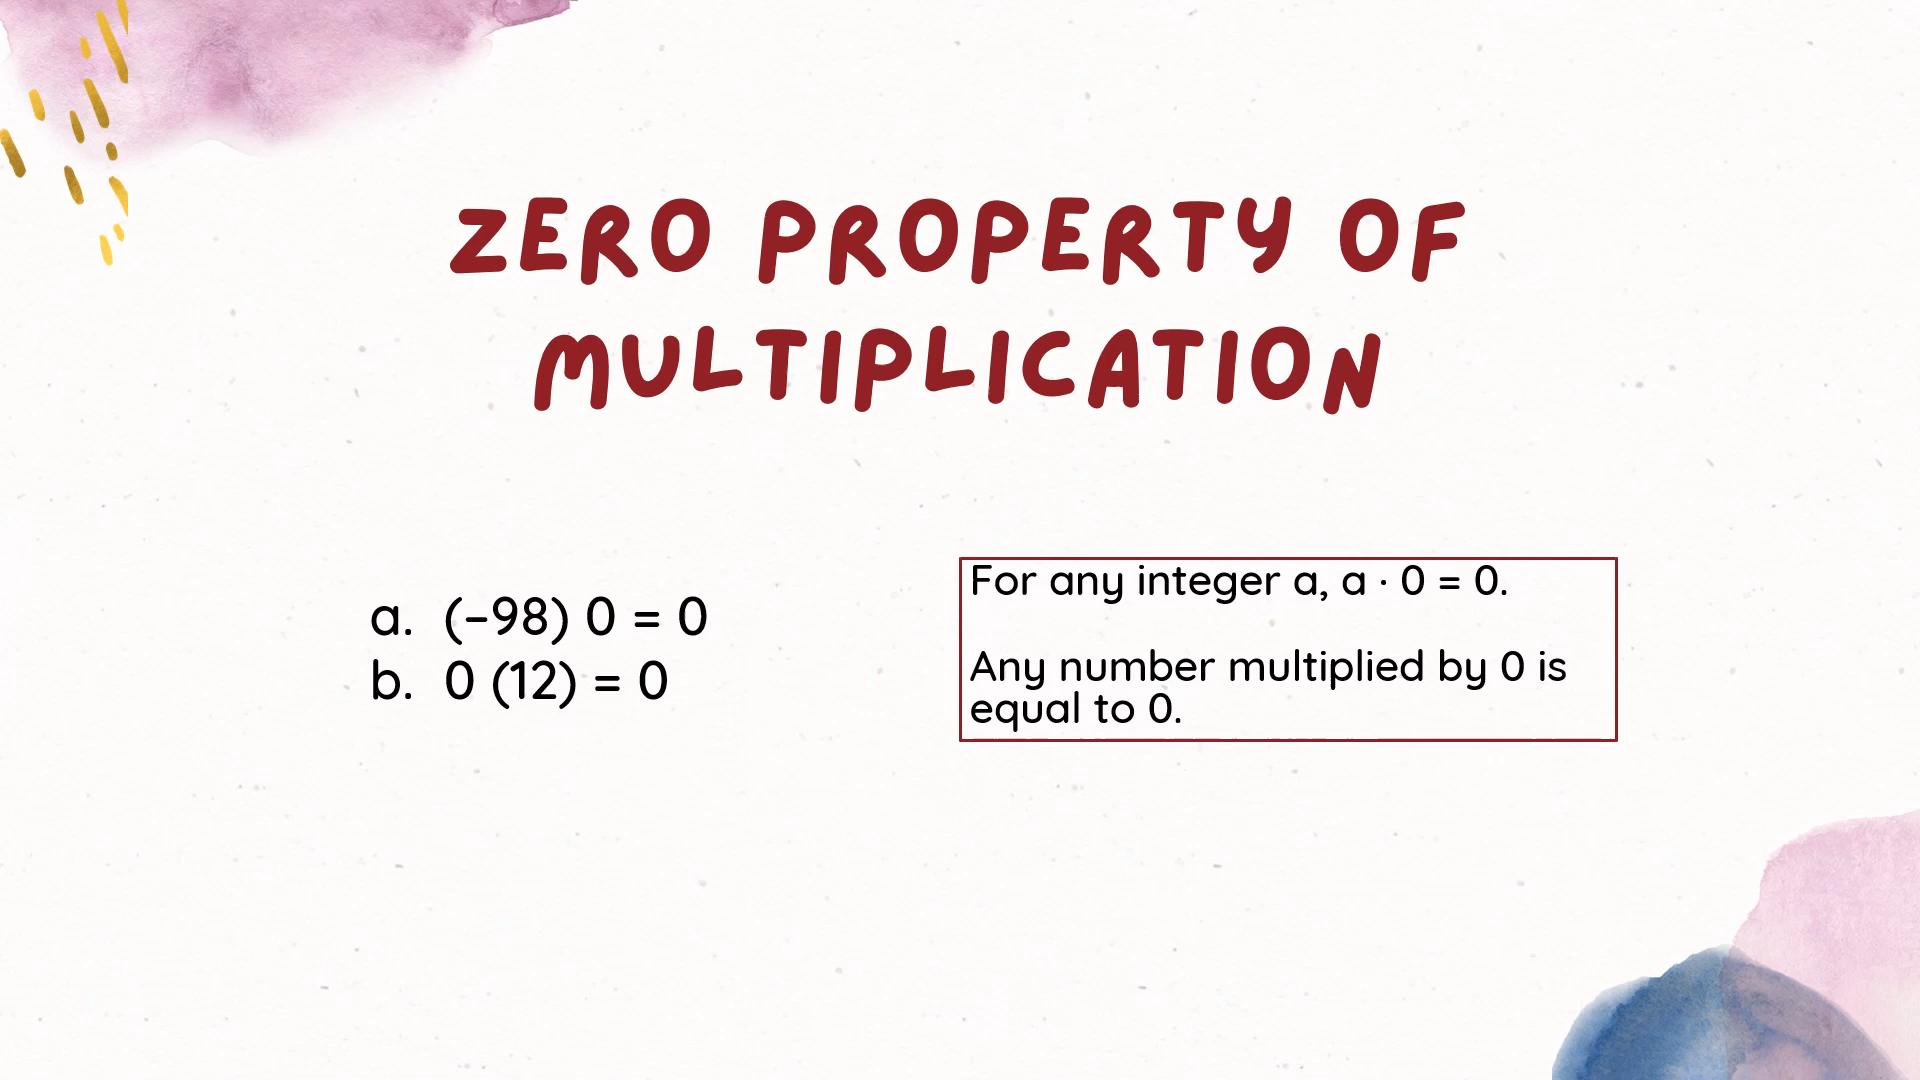 ZERO PROPERTY OF
MULTIPLICATION
a. (−98) 0 = 0
b. 0 (12) = 0
For any integer a, a · 0 = 0.
Any number multiplied by 0 is
equal to 0.